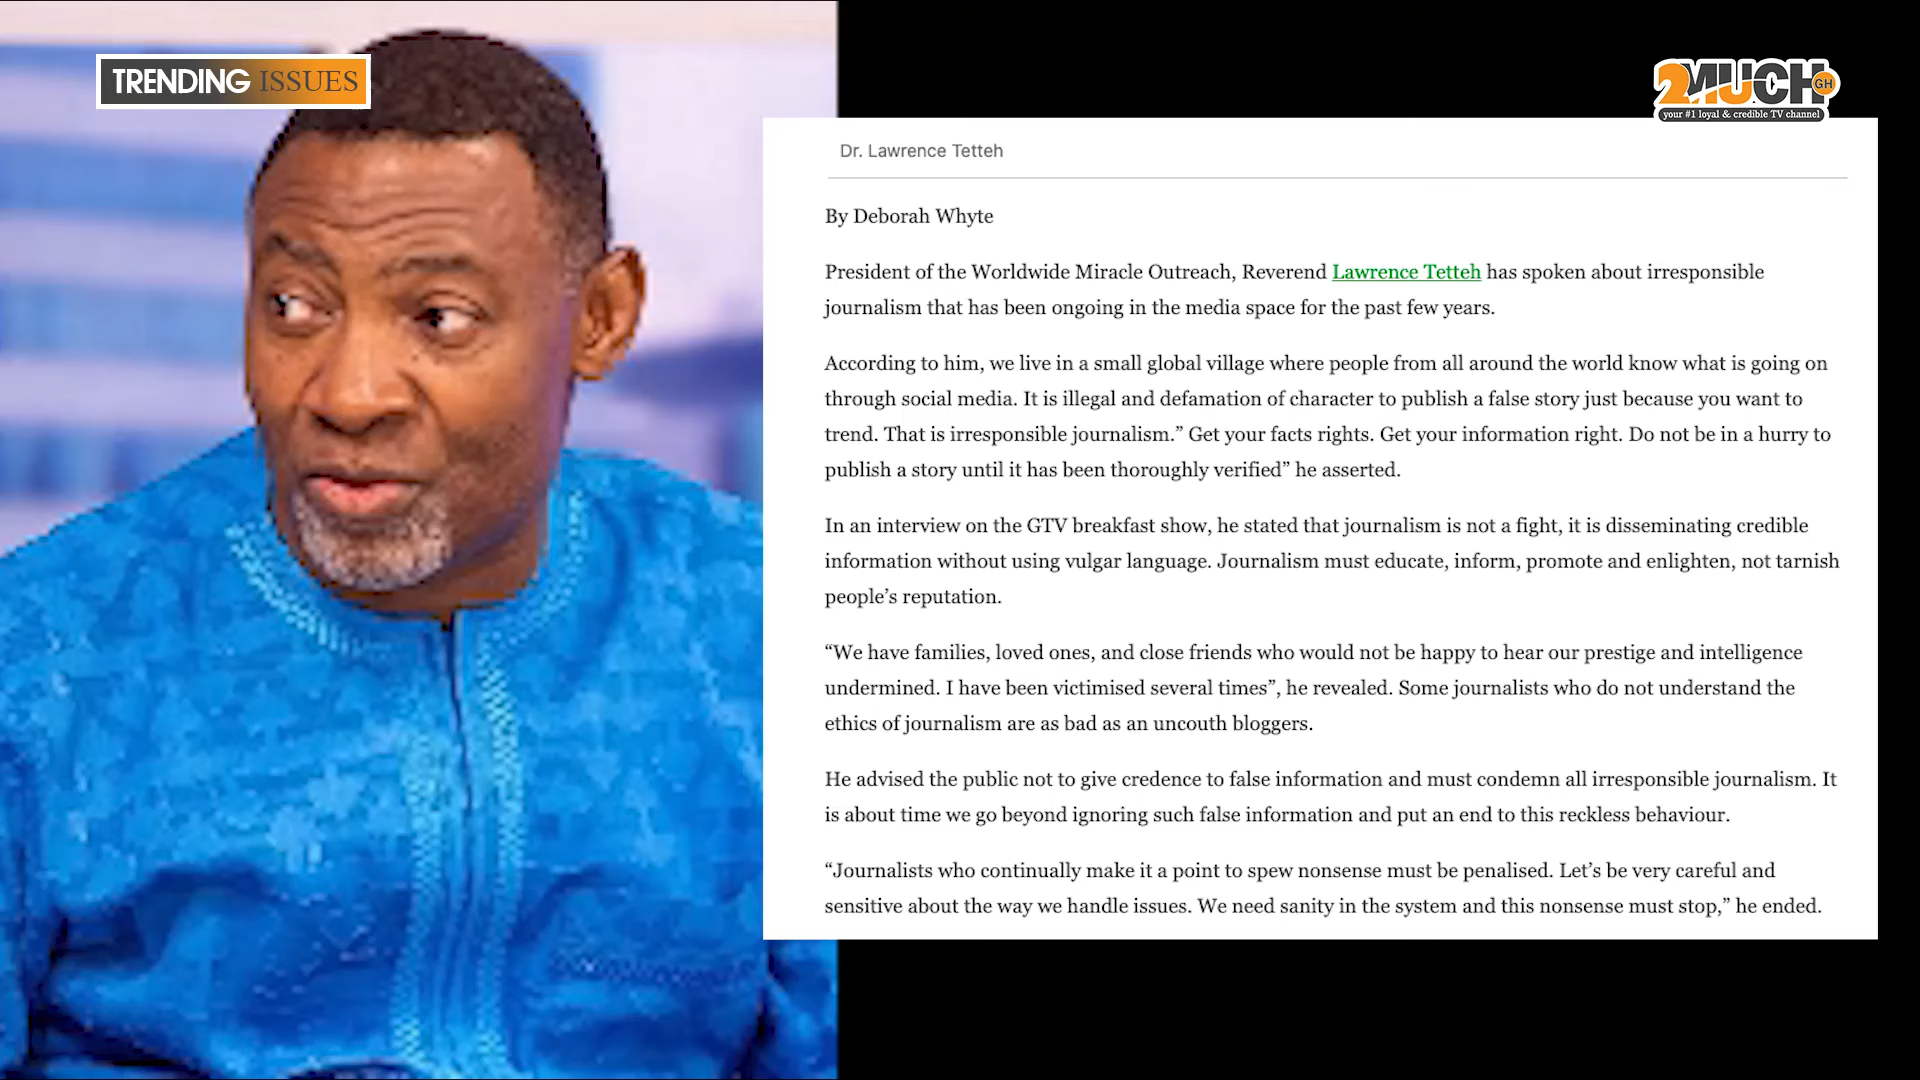 TRENDING ISSUES
2MUCH GH
your #1 loyal & credible TV channel
Dr. Lawrence Tetteh
By Deborah Whyte
President of the Worldwide Miracle Outreach, Reverend Lawrence Tetteh has spoken about irresponsible
journalism that has been ongoing in the media space for the past few years.
According to him, we live in a small global village where people from all around the world know what is going on
through social media. It is illegal and defamation of character to publish a false story just because you want to
trend. That is irresponsible journalism.” Get your facts rights. Get your information right. Do not be in a hurry to
publish a story until it has been thoroughly verified” he asserted.
In an interview on the GTV breakfast show, he stated that journalism is not a fight, it is disseminating credible
information without using vulgar language. Journalism must educate, inform, promote and enlighten, not tarnish
people’s reputation.
“We have families, loved ones, and close friends who would not be happy to hear our prestige and intelligence
undermined. I have been victimised several times”, he revealed. Some journalists who do not understand the
ethics of journalism are as bad as an uncouth bloggers.
He advised the public not to give credence to false information and must condemn all irresponsible journalism. It
is about time we go beyond ignoring such false information and put an end to this reckless behaviour.
“Journalists who continually make it a point to spew nonsense must be penalised. Let’s be very careful and
sensitive about the way we handle issues. We need sanity in the system and this nonsense must stop,” he ended.